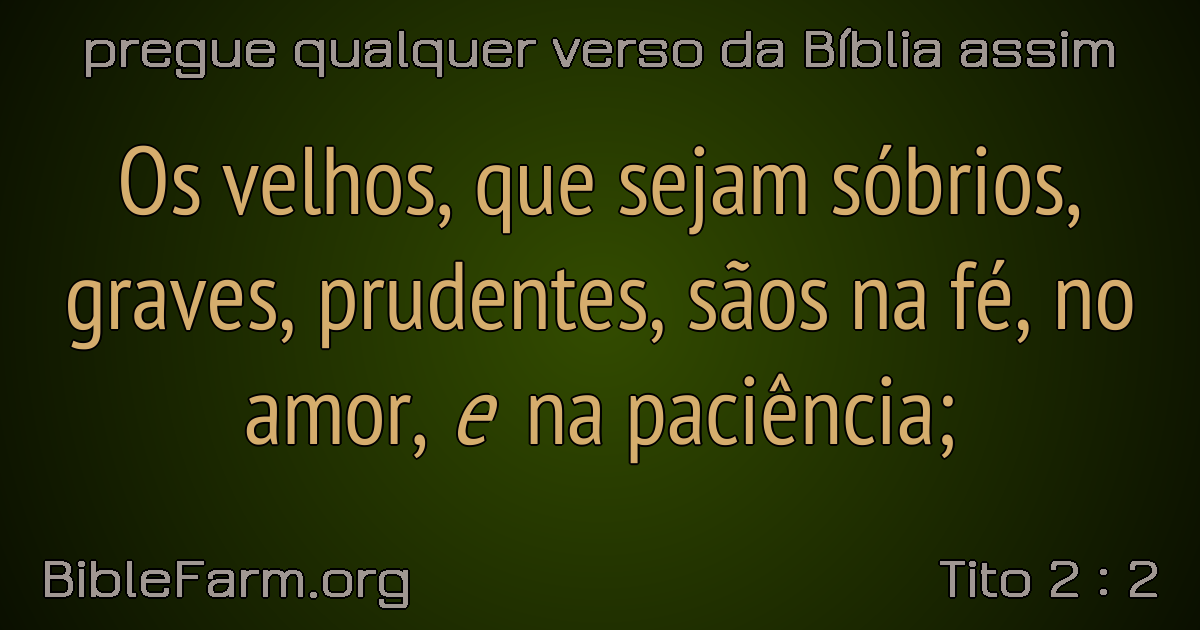 pregue qualquer verso da Bíblia assim
Os velhos, que sejam sóbrios,
graves, prudentes, sãos na fé, no
amor, e na paciência;
BibleFarm.org
Tito 2 : 2